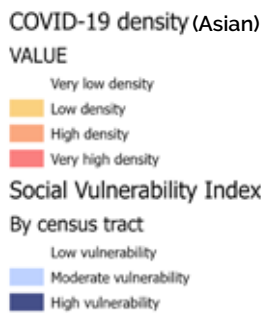 COVID-19 density (Asian)
VALUE
Very low density
Low density
High density
Very high density
Social Vulnerability Index
By census tract
Low vulnerability
Moderate vulnerability
High vulnerability